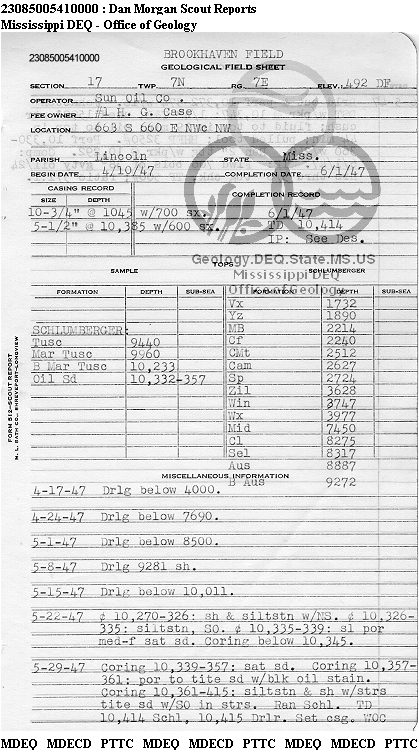 23085005410000 : Dan Morgan Scout Reports
Mississippi DEQ - Office of Geology
23085005410000
BROOKHAVEN FIELD
GEOLOGICAL FIELD SHEET
SECTION 17 TWP. 7N RG. 7E ELEV. 492 DF
OPERATOR Sun Oil Co.
FEE OWNER #1 H. G. Case
LOCATION 663 S 660 E NWc NW
PARISH Lincoln STATE Miss.
BEGIN DATE 4/10/47 COMPLETION DATE 6/1/47
CASING RECORD COMPLETION RECORD
SIZE DEPTH
10-3/4" @ 1045 w/700 sx. 6/1/47
5-1/2" @ 10,385 w/600 sx. TD 10,414
IP: See Des.
Geology.DEQ.State.MS.US
TOPS
SAMPLE SCHLUMBERGER
Mississippi DEQ
Office of Geology
FORMATION DEPTH SUB-SEA FORMATION DEPTH SUB-SEA
Vx 1732
Yz 1890
SCHLUMBERGER: MB 2214
Tusc 9440 Cf 2240
Mar Tusc 9960 CMt 2512
B Mar Tusc 10,233 Cam 2627
Oil Sd 10,332-357 Sp 2724
Zil 3628
Win 3747
Wx 3977
Mid 7450
Cl 8275
Sel 8317
Aus 8887
MISCELLANEOUS INFORMATION
B Aus 9272
4-17-47 Drlg below 4000.
4-24-47 Drlg below 7690.
5-1-47 Drlg below 8500.
5-8-47 Drlg 9281 sh.
5-15-47 Drlg below 10,011.
5-22-47 ¢ 10,270-326: sh & siltstn w/NS. ¢ 10,326-
335: siltstn, SO. ¢ 10,335-339: sl por
med-f sat sd. Coring below 10,345.
5-29-47 Coring 10,339-357: sat sd. Coring 10,357-
361: por to tite sd w/blk oil stain.
Coring 10,361-415: siltstn & sh w/strs
tite sd w/SO in strs. Ran Schl. TD
10,414 Schl, 10,415 Drlr. Set csg. WOC
FORM 512—SCOUT REPORT
M. L. BATH CO., SHREVEPORT-LONGVIEW
MDEQ MDECD PTTC MDEQ MDECD PTTC MDEQ MDECD PTTC